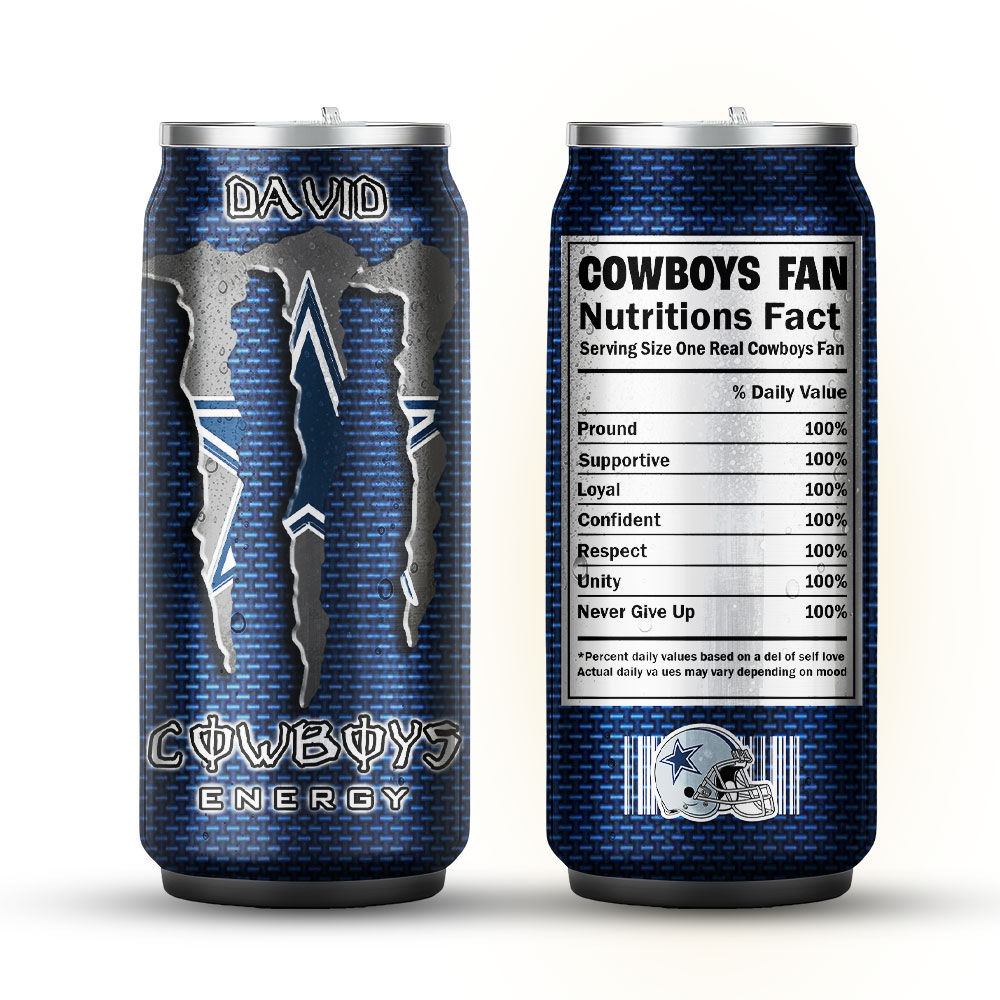 DAVID
COWBOYS
ENERGY
COWBOYS FAN
Nutritions Fact
Serving Size One Real Cowboys Fan
% Daily Value
Pround 100%
Supportive 100%
Loyal 100%
Confident 100%
Respect 100%
Unity 100%
Never Give Up 100%
*Percent daily values based on a del of self love
Actual daily va ues may vary depending on mood